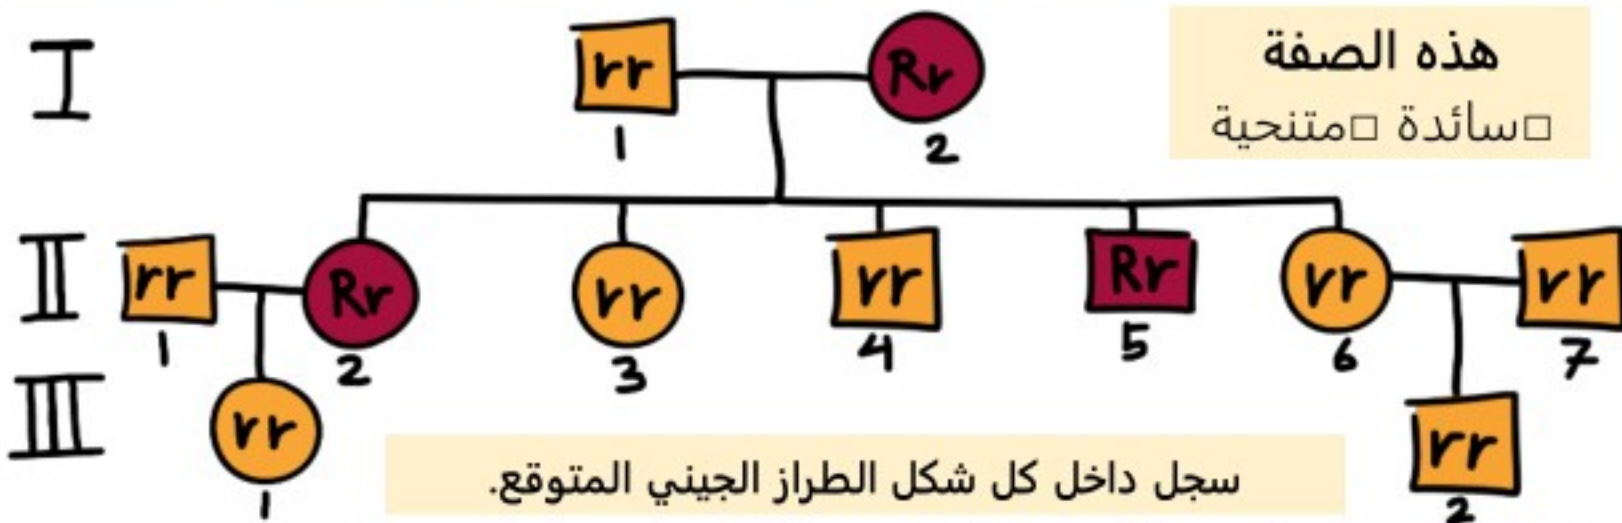 I
rr
Rr
هذه الصفة
□سائدة □متنحية
1
2
II
rr
Rr
rr
rr
Rr
rr
rr
1
2
3
4
5
6
7
III
rr
rr
سجل داخل كل شكل الطراز الجيني المتوقع.
1
2